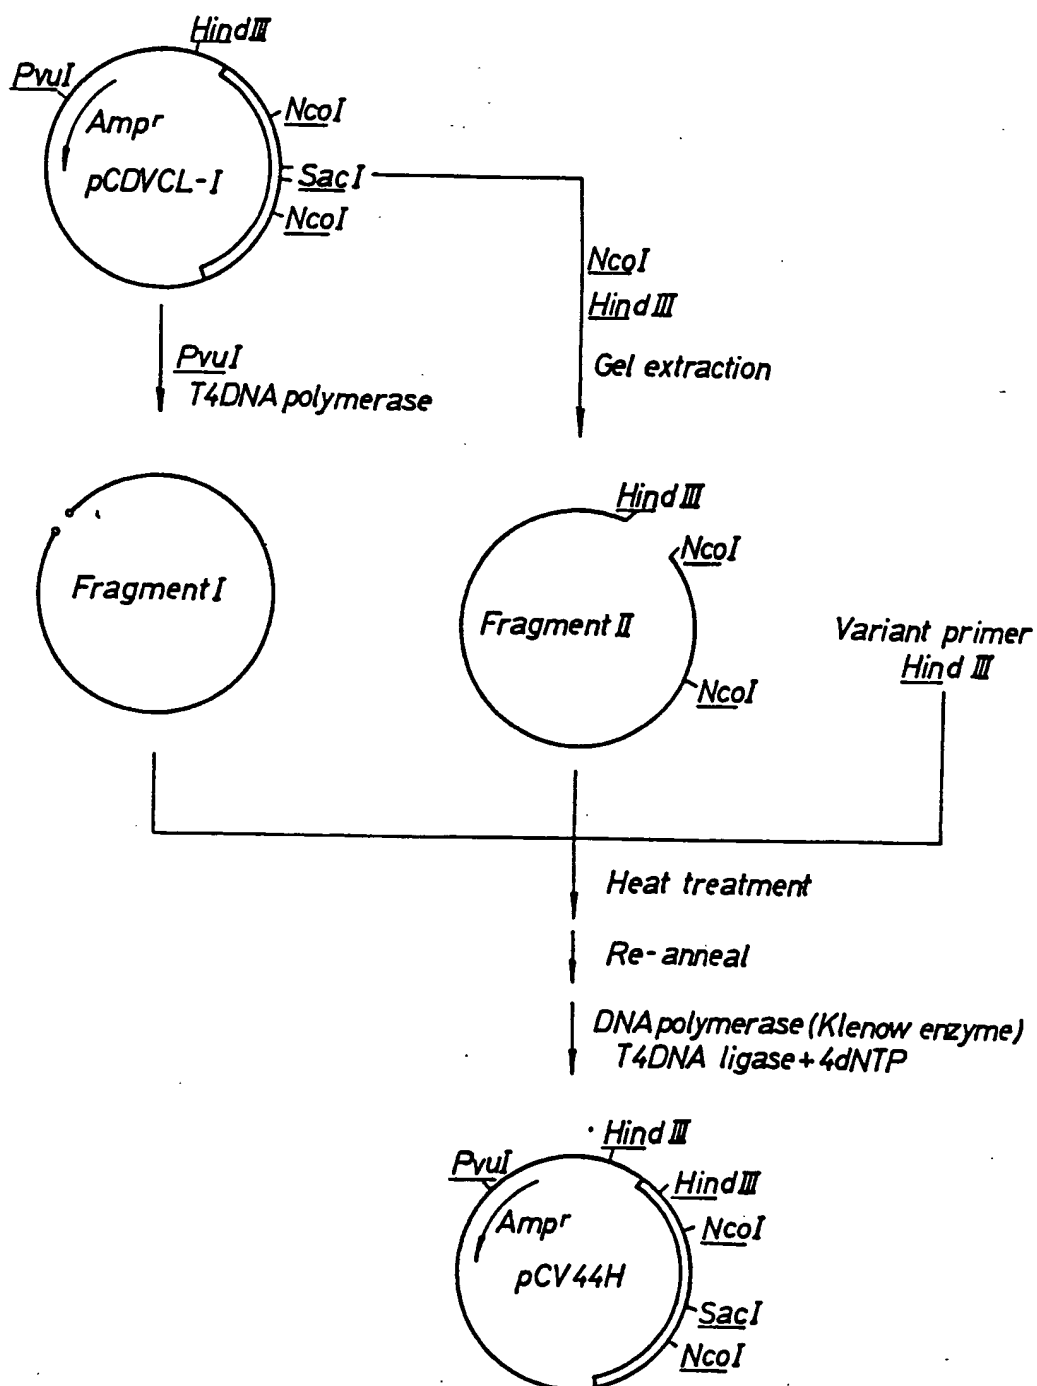 HindIII
PvuI
NcoI
Ampr
SacI
pCDVCL-I
NcoI
NcoI
HindIII
Gel extraction
PvuI
T4DNA polymerase
HindIII
NcoI
Fragment I
Fragment II
NcoI
Variant primer
HindIII
Heat treatment
Re-anneal
DNA polymerase (Klenow enzyme)
T4DNA ligase+4dNTP
HindIII
PvuI
HindIII
Ampr
NcoI
pCV44H
SacI
NcoI